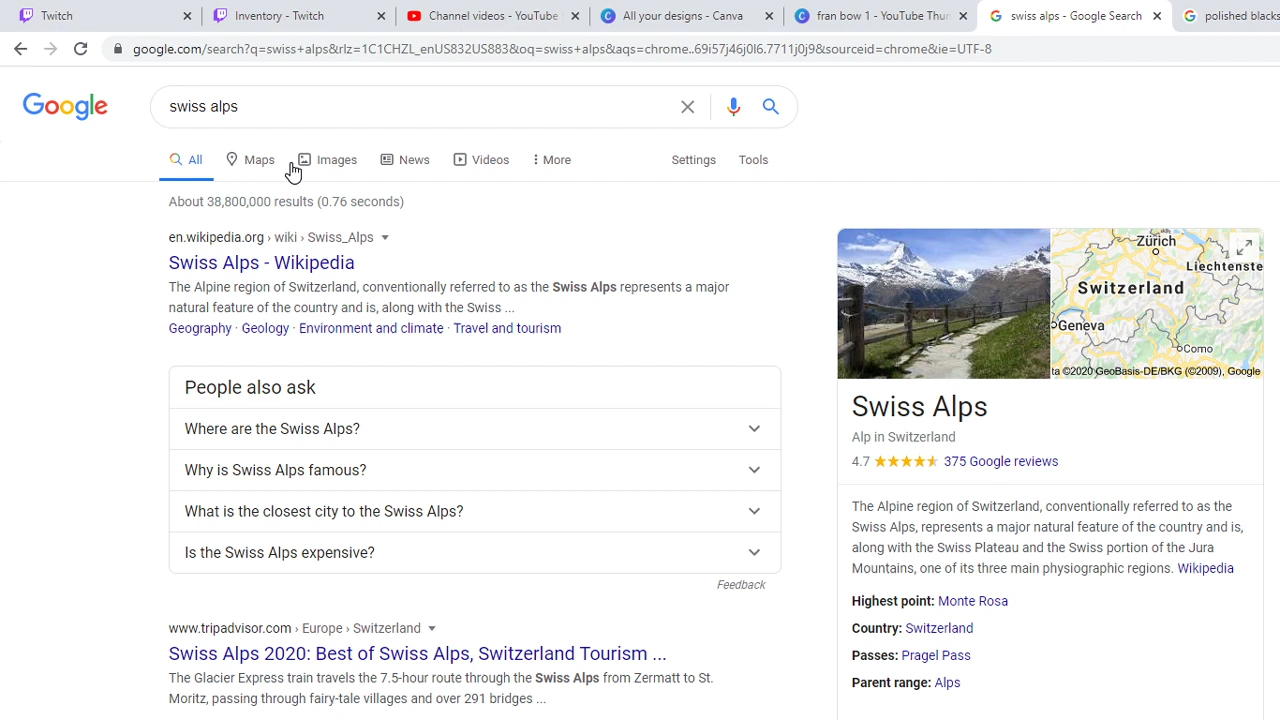 Twitch
Inventory - Twitch
Channel videos - YouTube
All your designs - Canva
fran bow 1 - YouTube Thur
swiss alps - Google Search
polished blacks
google.com/search?q=swiss+alps&rlz=1C1CHZL_enUS832US883&oq=swiss+alps&aqs=chrome..69i57j46j0l6.7711j0j9&sourceid=chrome&ie=UTF-8
Google
swiss alps
All Maps Images News Videos More Settings Tools
About 38,800,000 results (0.76 seconds)
en.wikipedia.org › wiki › Swiss_Alps
Swiss Alps - Wikipedia
The Alpine region of Switzerland, conventionally referred to as the Swiss Alps represents a major
natural feature of the country and is, along with the Swiss ...
Geography · Geology · Environment and climate · Travel and tourism
People also ask
Where are the Swiss Alps?
Why is Swiss Alps famous?
What is the closest city to the Swiss Alps?
Is the Swiss Alps expensive?
Feedback
www.tripadvisor.com › Europe › Switzerland
Swiss Alps 2020: Best of Swiss Alps, Switzerland Tourism ...
The Glacier Express train travels the 7.5-hour route through the Swiss Alps from Zermatt to St.
Moritz, passing through fairy-tale villages and over 291 bridges ...
Zürich
Liechtenste
Switzerland
Geneva
Como
ta ©2020 GeoBasis-DE/BKG (©2009), Google
Swiss Alps
Alp in Switzerland
4.7 ★★★★★ 375 Google reviews
The Alpine region of Switzerland, conventionally referred to as the
Swiss Alps, represents a major natural feature of the country and is,
along with the Swiss Plateau and the Swiss portion of the Jura
Mountains, one of its three main physiographic regions. Wikipedia
Highest point: Monte Rosa
Country: Switzerland
Passes: Pragel Pass
Parent range: Alps